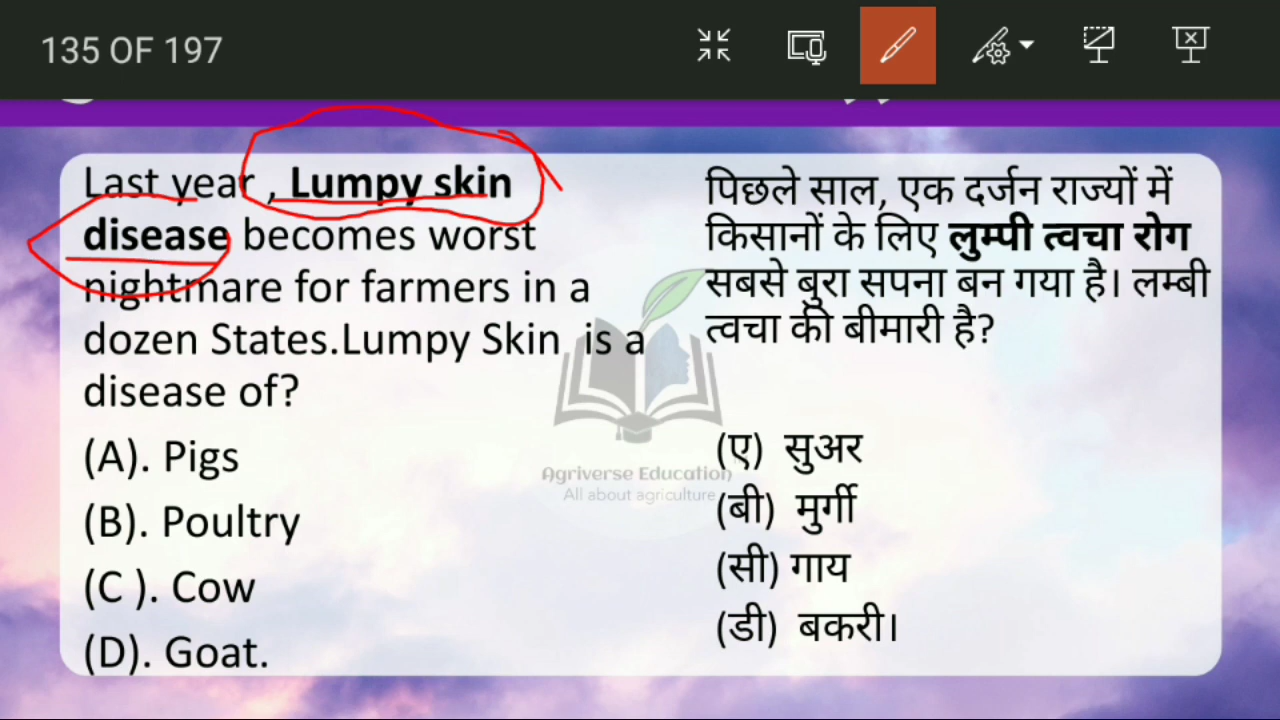 135 OF 197
Last year , Lumpy skin
disease becomes worst
nightmare for farmers in a
dozen States.Lumpy Skin is a
disease of?
(A). Pigs
(B). Poultry
(C ). Cow
(D). Goat.
पिछले साल, एक दर्जन राज्यों में
किसानों के लिए लुम्पी त्वचा रोग
सबसे बुरा सपना बन गया है। लम्बी
त्वचा की बीमारी है?
(ए) सुअर
(बी) मुर्गी
(सी) गाय
(डी) बकरी।
Agriverse Education
All about agriculture